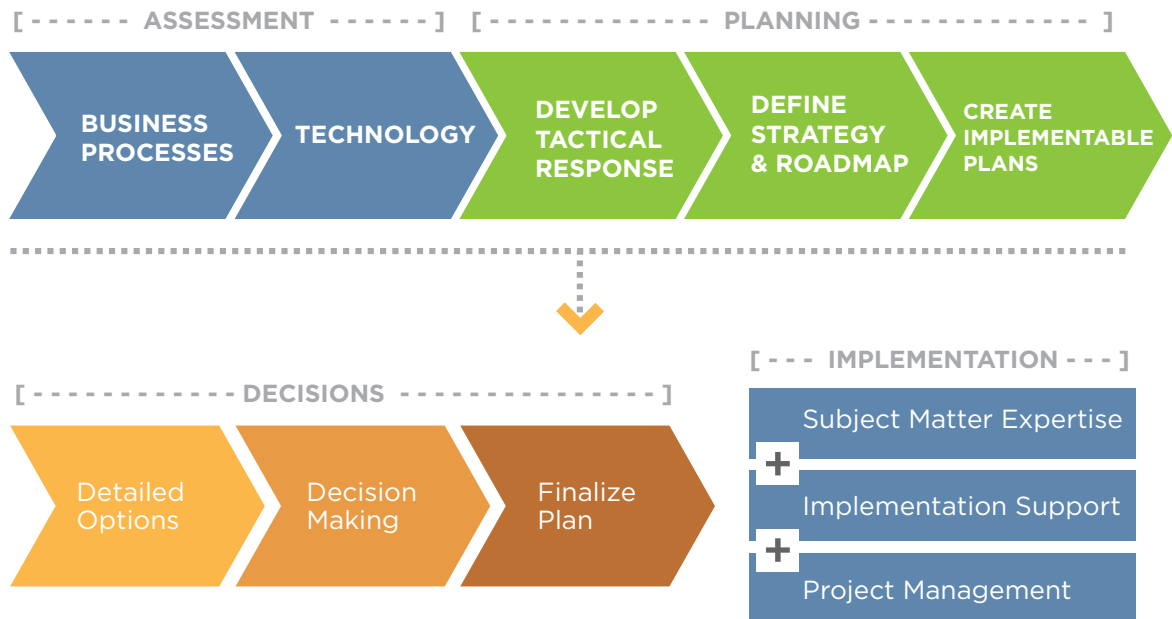 [ - - - - - - ASSESSMENT - - - - - - ]
[ - - - - - - - - - - - - PLANNING - - - - - - - - - - - - - ]
BUSINESS
PROCESSES
TECHNOLOGY
DEVELOP
TACTICAL
RESPONSE
DEFINE
STRATEGY
& ROADMAP
CREATE
IMPLEMENTABLE
PLANS
[ - - - - - - - - - - - - DECISIONS - - - - - - - - - - - - - - - ]
Detailed
Options
Decision
Making
Finalize
Plan
[ - - - IMPLEMENTATION - - - ]
Subject Matter Expertise
+
Implementation Support
+
Project Management